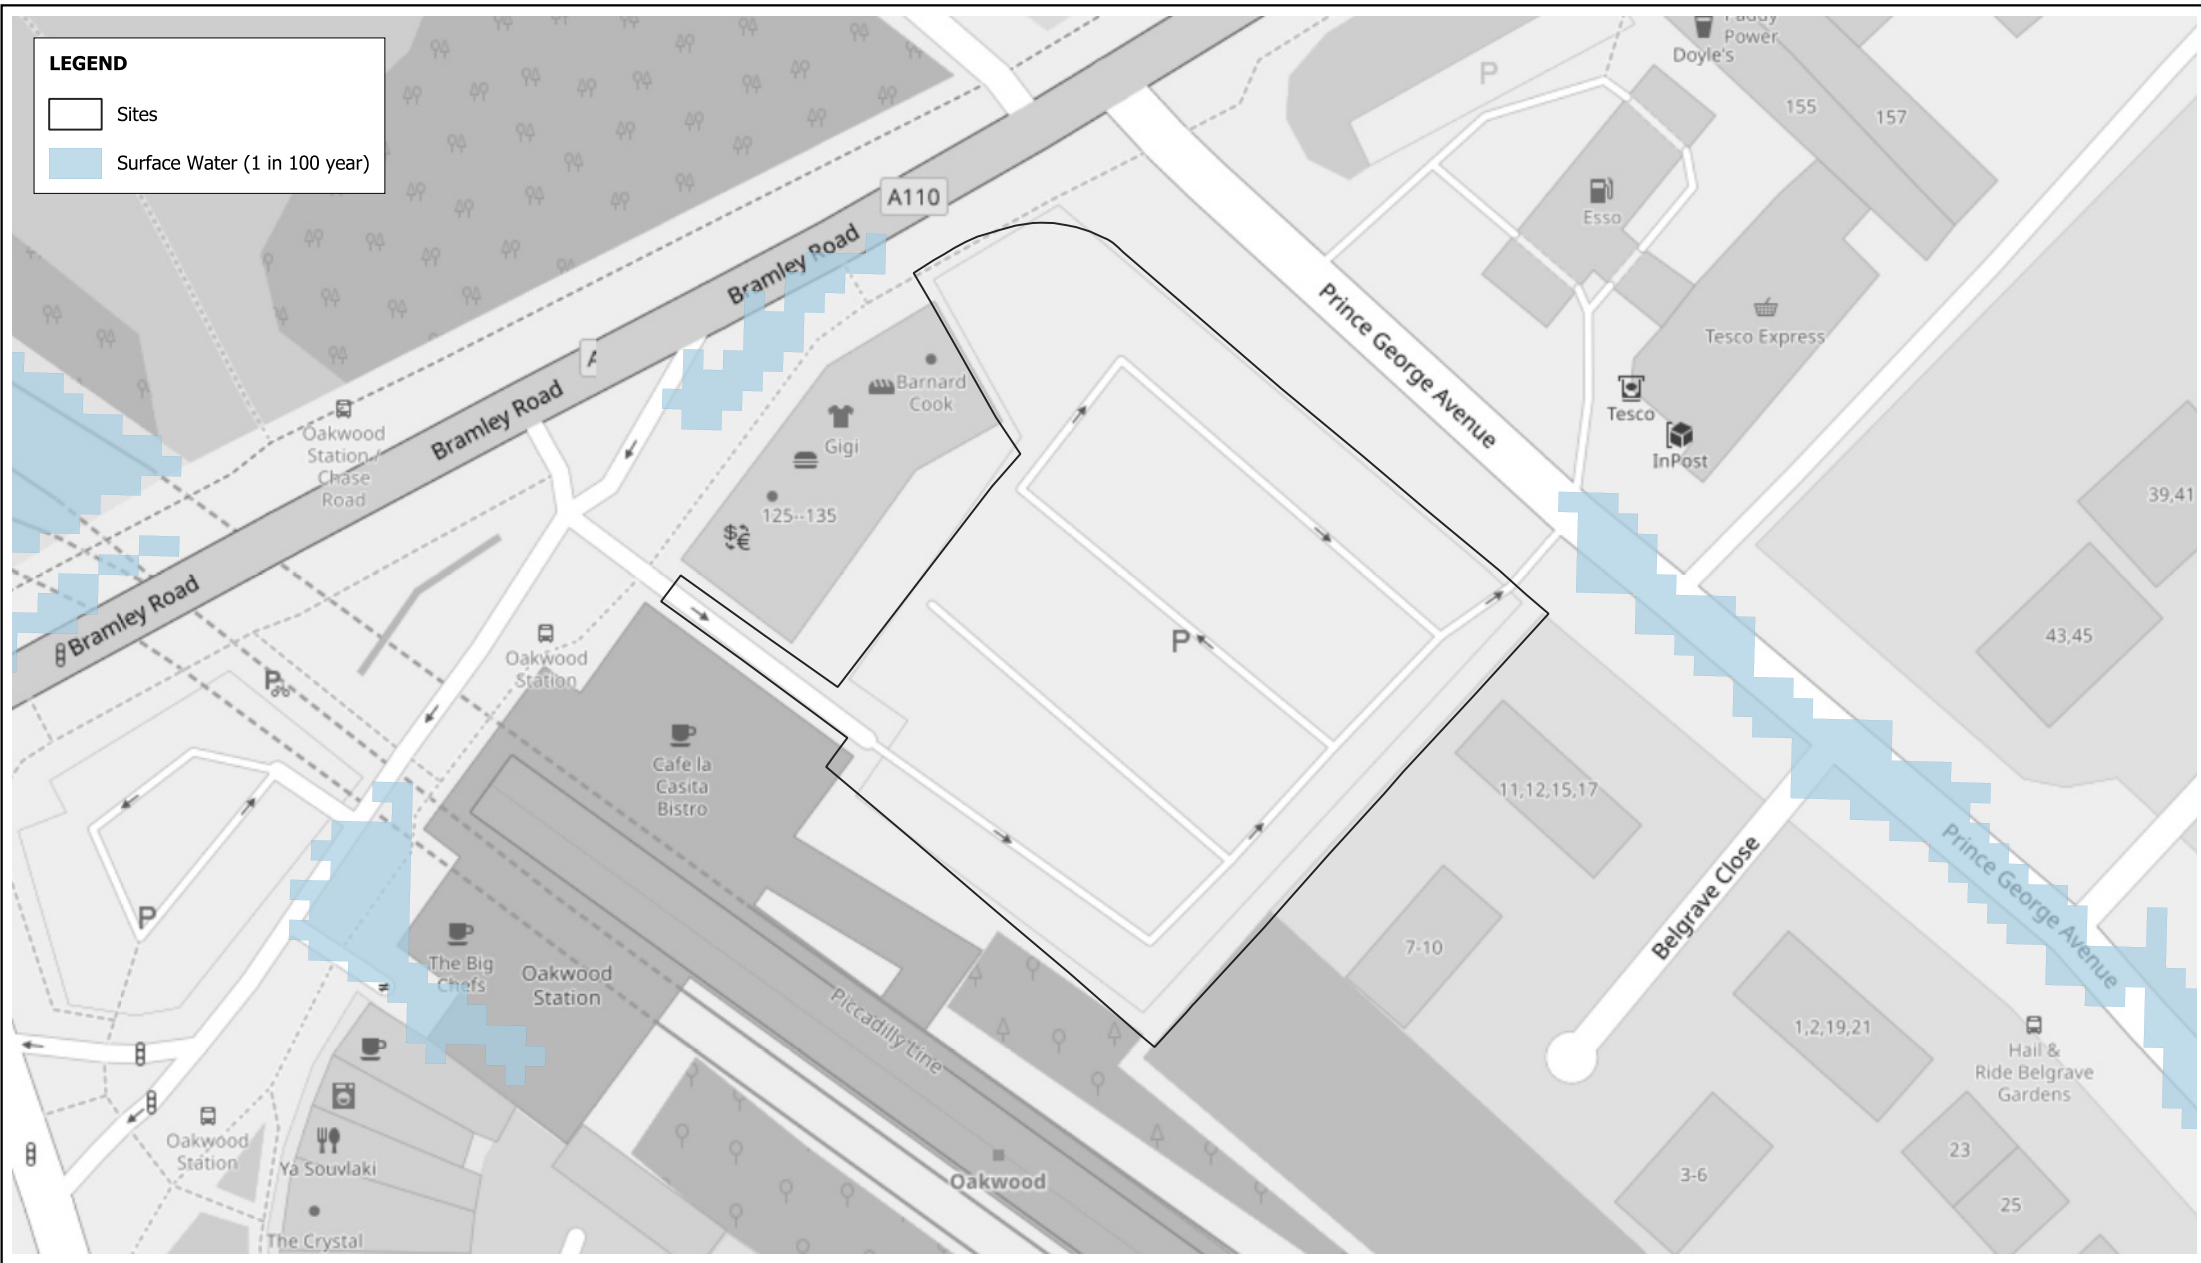 LEGEND
Sites
Surface Water (1 in 100 year)
Paddy
Power
Doyle's
P
155
157
A110
Esso
Bramley Road
Prince George Avenue
Tesco Express
A
Barnard
Cook
Tesco
Bramley Road
Oakwood
Station /
Chase
Road
Gigi
InPost
39,41
125--135
Bramley Road
43,45
P
Oakwood
Station
P
Cafe la
Casita
Bistro
11,12,15,17
Prince George Avenue
Belgrave Close
P
7-10
The Big
Chefs
Oakwood
Station
Piccadilly Line
1,2,19,21
Hail &
Ride Belgrave
Gardens
Oakwood
Station
Ya Souvlaki
Oakwood
3-6
23
25
The Crystal